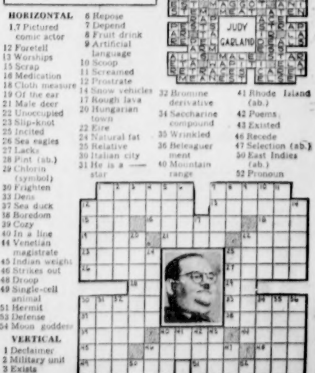 HORIZONTAL
1,7 Pictured
comic actor
12 Foretell
13 Worships
15 Scrap
16 Medication
18 Cloth measure
19 Of the ear
21 Male deer
22 Unoccupied
23 Slip-knot
25 Incited
26 Sea eagles
27 Lacks
28 Pint (ab.)
29 Chlorin
(symbol)
30 Frighten
33 Dens
37 Sea duck
38 Boredom
39 Cozy
40 In a line
44 Venetian
magistrate
45 Indian weight
46 Strikes out
48 Droop
49 Single-cell
animal
51 Hermit
53 Defense
54 Moon goddess
VERTICAL
1 Declaimer
2 Military unit
3 Exists
6 Repose
7 Depend
8 Fruit drink
9 Artificial
language
10 Scoop
11 Screamed
12 Prostrate
14 Snow vehicles
17 Rough lava
20 Hungarian
town
22 Eire
24 Natural fat
25 Relative
30 Italian city
31 He is a —
star
32 Bromine
derivative
34 Saccharine
compound
35 Wrinkled
36 Beleaguer
ment
40 Mountain
range
41 Rhode Island
(ab.)
42 Poems
43 Existed
46 Recede
47 Selection (ab.)
50 East Indies
(ab.)
52 Pronoun
JUDY
GARLAND